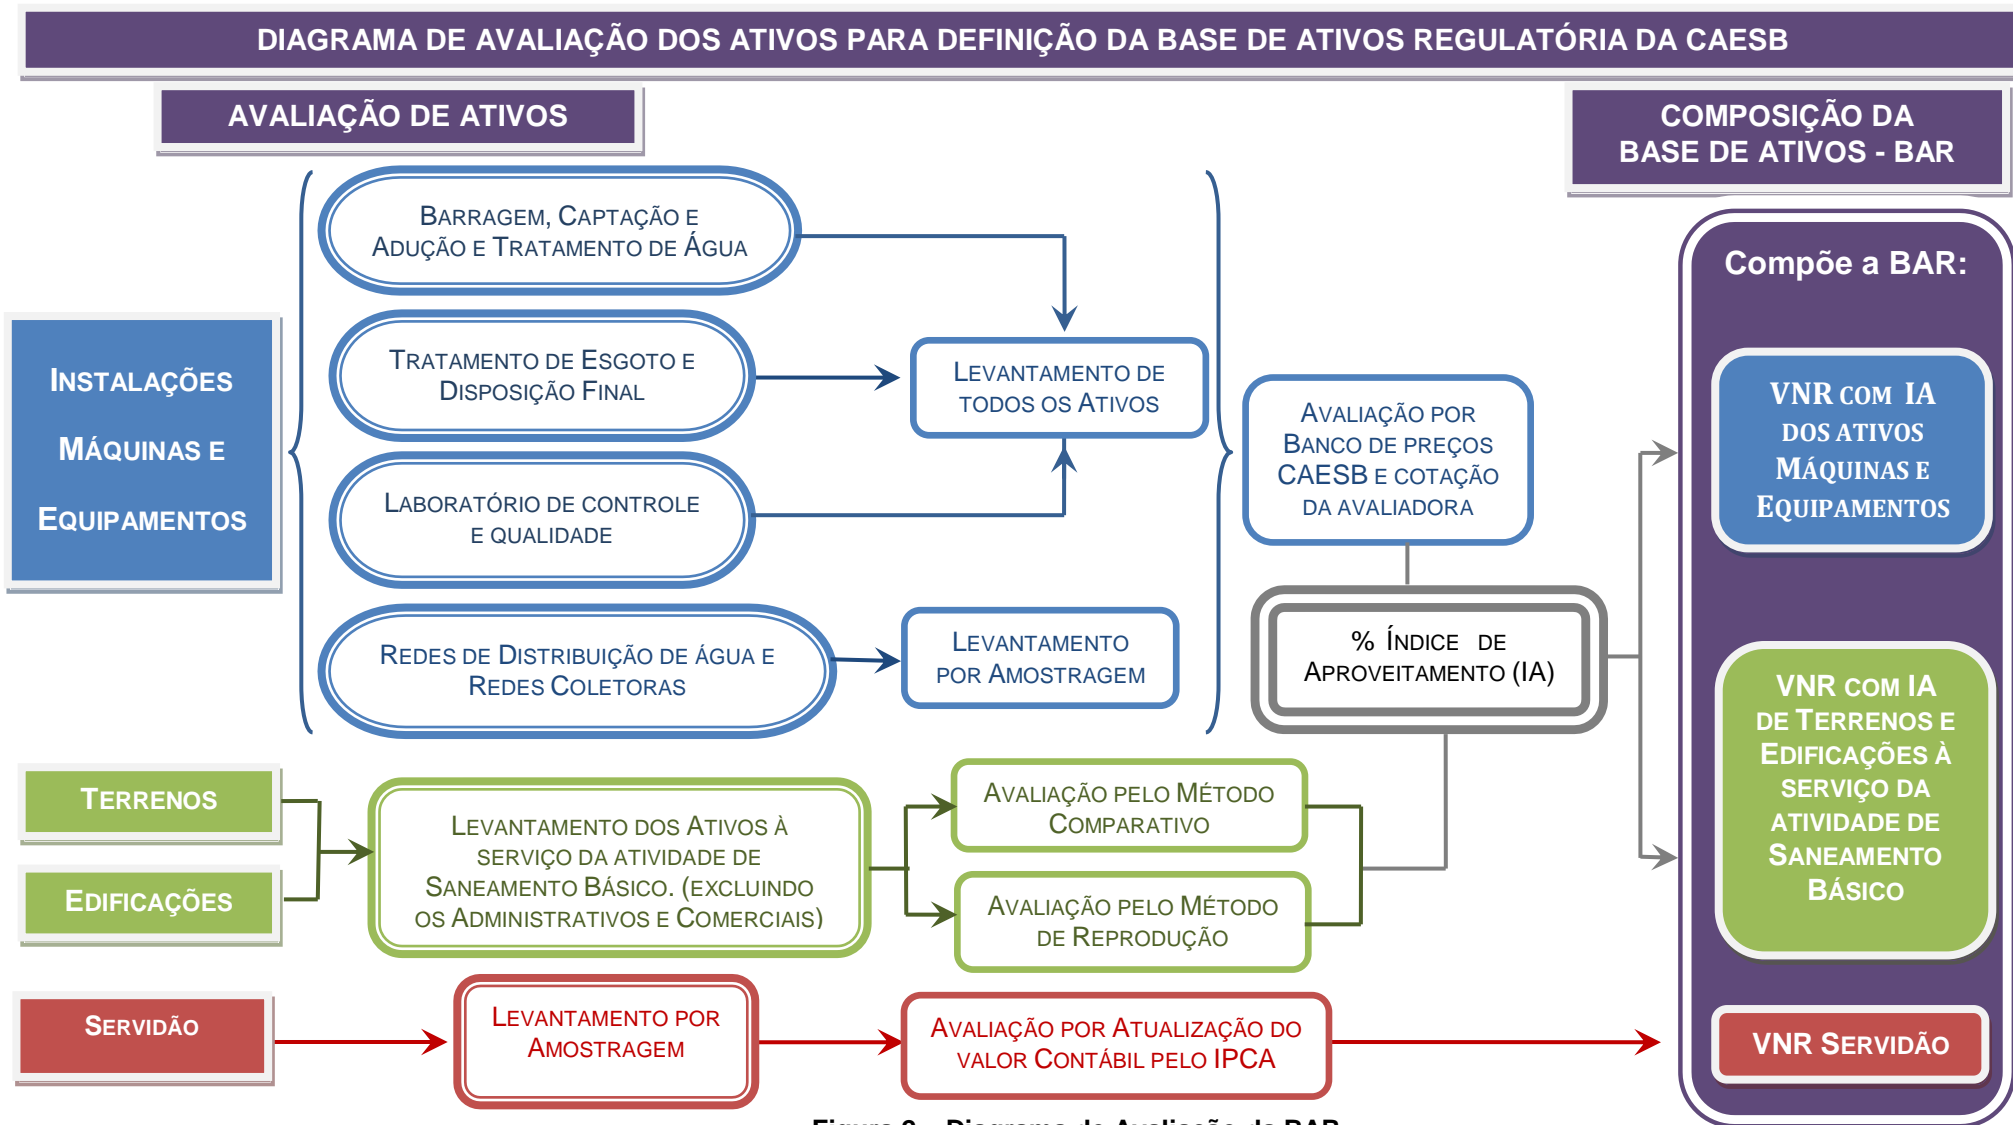 DIAGRAMA DE AVALIAÇÃO DOS ATIVOS PARA DEFINIÇÃO DA BASE DE ATIVOS REGULATÓRIA DA CAESB
AVALIAÇÃO DE ATIVOS
COMPOSIÇÃO DA
BASE DE ATIVOS - BAR
INSTALAÇÕES
MÁQUINAS E
EQUIPAMENTOS
BARRAGEM, CAPTAÇÃO E
ADUÇÃO E TRATAMENTO DE ÁGUA
TRATAMENTO DE ESGOTO E
DISPOSIÇÃO FINAL
LABORATÓRIO DE CONTROLE
E QUALIDADE
REDES DE DISTRIBUIÇÃO DE ÁGUA E
REDES COLETORAS
LEVANTAMENTO DE
TODOS OS ATIVOS
LEVANTAMENTO
POR AMOSTRAGEM
AVALIAÇÃO POR
BANCO DE PREÇOS
CAESB E COTAÇÃO
DA AVALIADORA
% ÍNDICE DE
APROVEITAMENTO (IA)
TERRENOS
EDIFICAÇÕES
LEVANTAMENTO DOS ATIVOS À
SERVIÇO DA ATIVIDADE DE
SANEAMENTO BÁSICO. (EXCLUINDO
OS ADMINISTRATIVOS E COMERCIAIS)
AVALIAÇÃO PELO MÉTODO
COMPARATIVO
AVALIAÇÃO PELO MÉTODO
DE REPRODUÇÃO
SERVIDÃO
LEVANTAMENTO POR
AMOSTRAGEM
AVALIAÇÃO POR ATUALIZAÇÃO DO
VALOR CONTÁBIL PELO IPCA
Compõe a BAR:
VNR COM IA
DOS ATIVOS
MÁQUINAS E
EQUIPAMENTOS
VNR COM IA
DE TERRENOS E
EDIFICAÇÕES À
SERVIÇO DA
ATIVIDADE DE
SANEAMENTO
BÁSICO
VNR SERVIDÃO
Diagrama de Avaliação da BAR